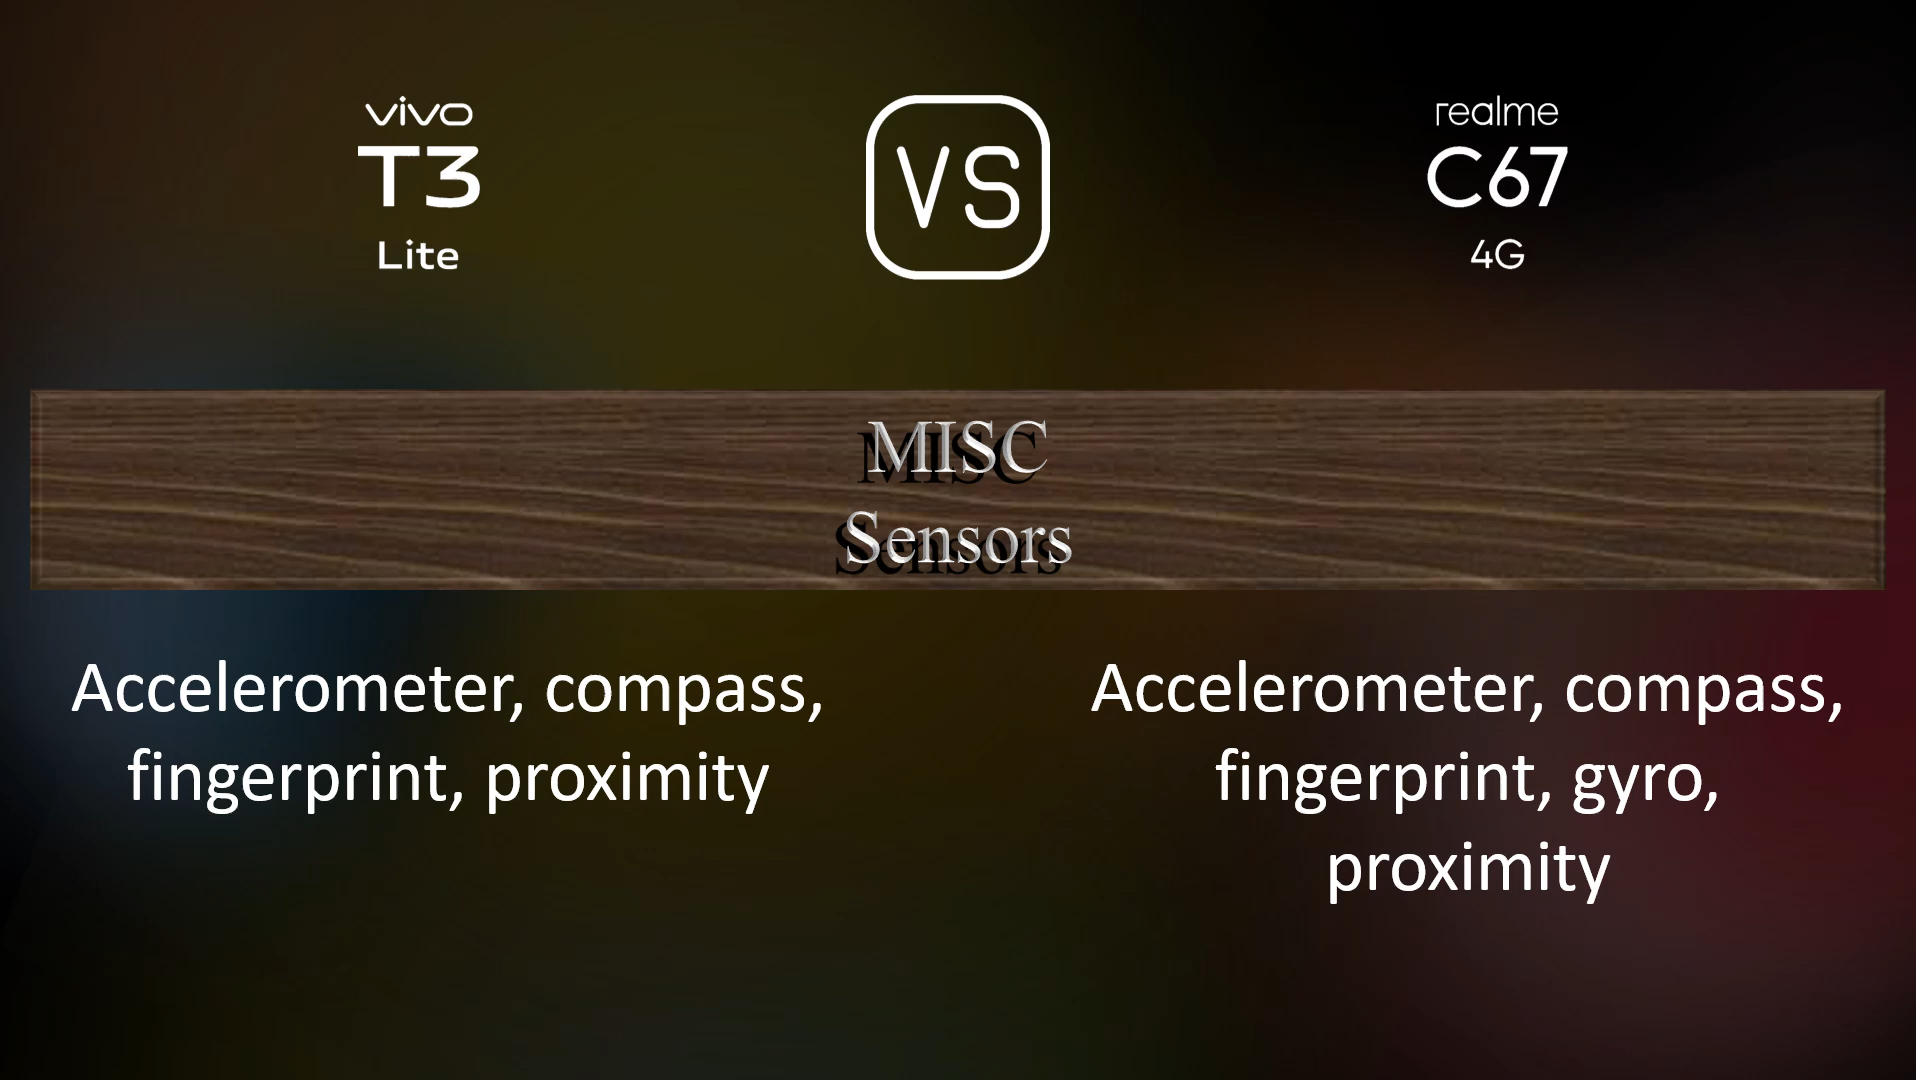 vivo
T3
Lite
VS
realme
C67
4G
MISC
Sensors
Accelerometer, compass,
fingerprint, proximity
Accelerometer, compass,
fingerprint, gyro,
proximity